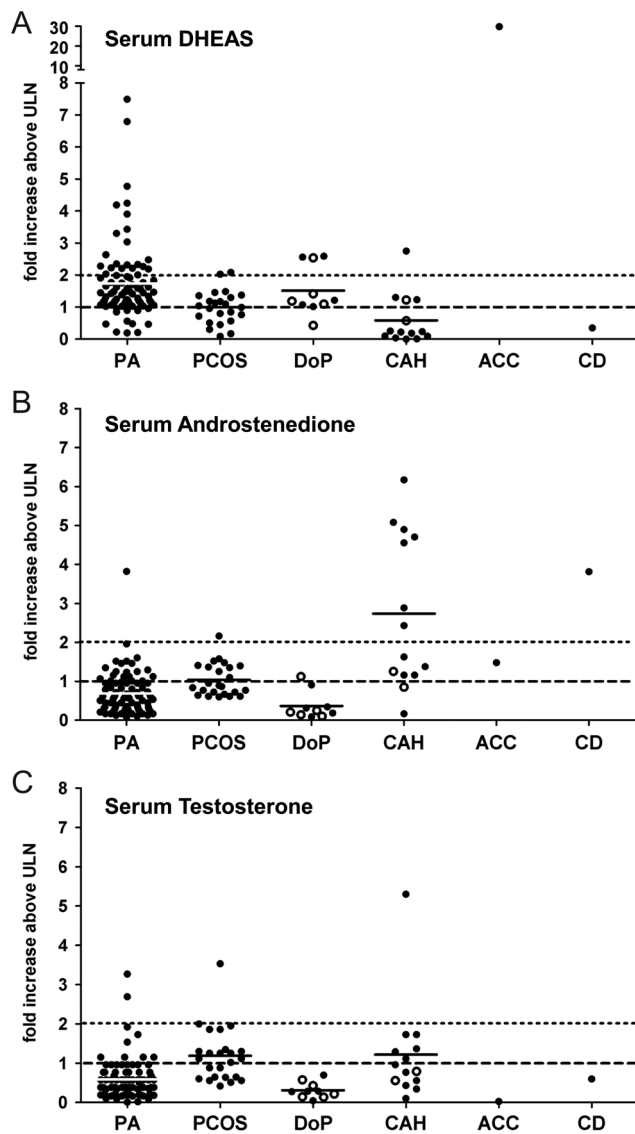 A
Serum DHEAS
fold increase above ULN
30
20
10
8
7
6
5
4
3
2
1
0
PA PCOS DoP CAH ACC CD
B
Serum Androstenedione
fold increase above ULN
8
7
6
5
4
3
2
1
0
PA PCOS DoP CAH ACC CD
C
Serum Testosterone
fold increase above ULN
8
7
6
5
4
3
2
1
0
PA PCOS DoP CAH ACC CD